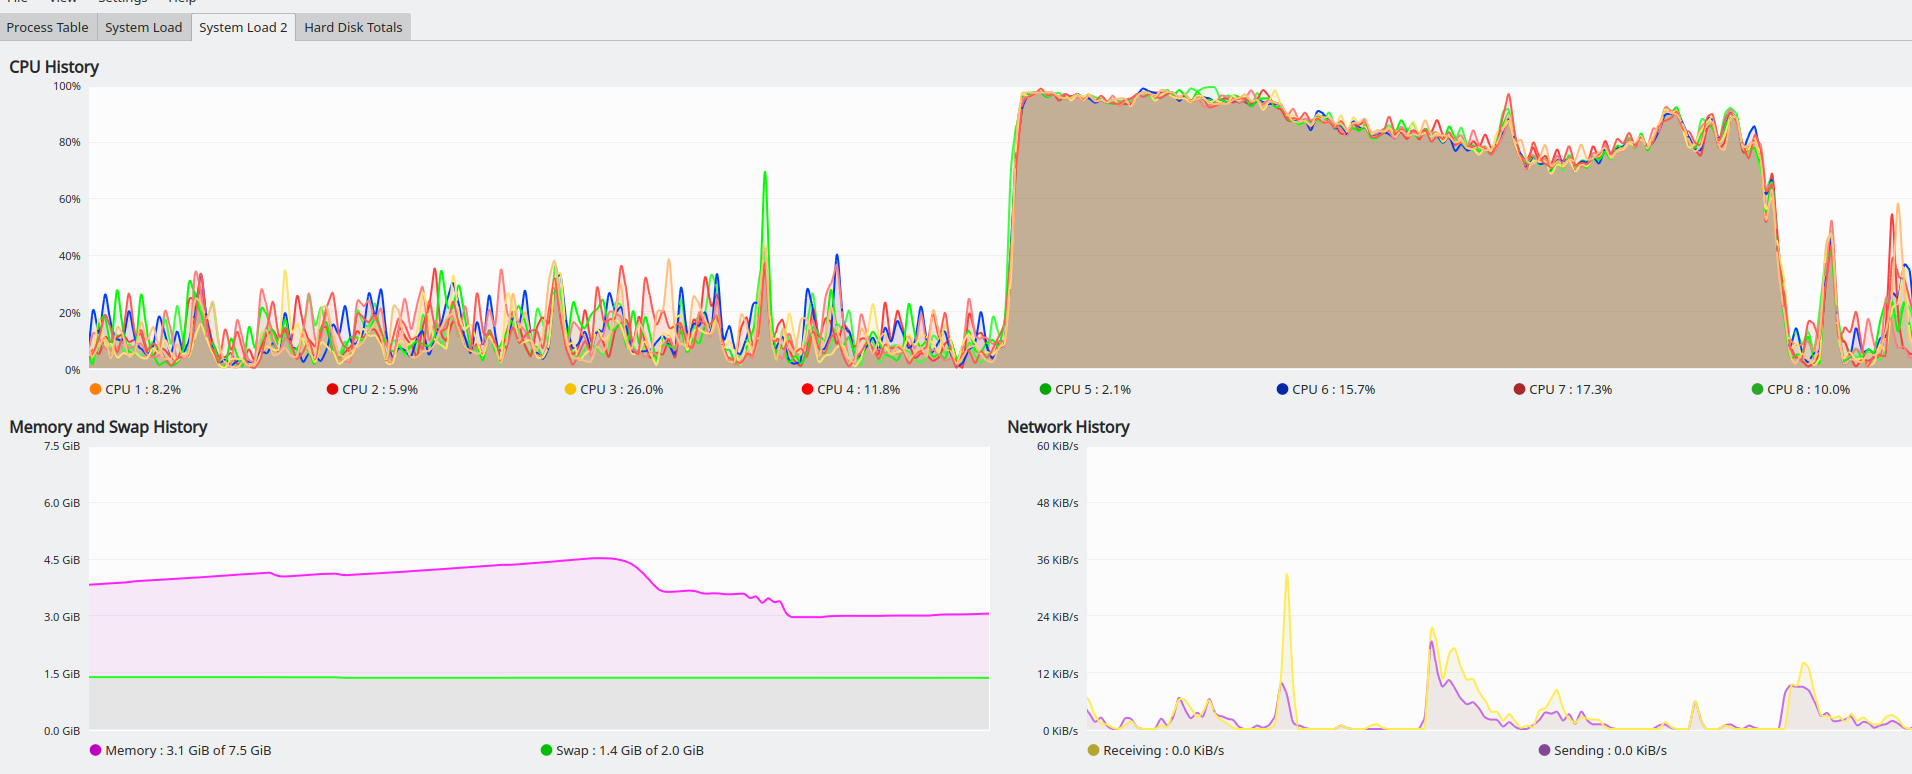 File View Settings Help
Process Table System Load System Load 2 Hard Disk Totals
CPU History
100%
80%
60%
40%
20%
0%
CPU 1 : 8.2% CPU 2 : 5.9% CPU 3 : 26.0% CPU 4 : 11.8% CPU 5 : 2.1% CPU 6 : 15.7% CPU 7 : 17.3% CPU 8 : 10.0%
Memory and Swap History
7.5 GiB
6.0 GiB
4.5 GiB
3.0 GiB
1.5 GiB
0.0 GiB
Memory : 3.1 GiB of 7.5 GiB Swap : 1.4 GiB of 2.0 GiB
Network History
60 KiB/s
48 KiB/s
36 KiB/s
24 KiB/s
12 KiB/s
0 KiB/s
Receiving : 0.0 KiB/s Sending : 0.0 KiB/s